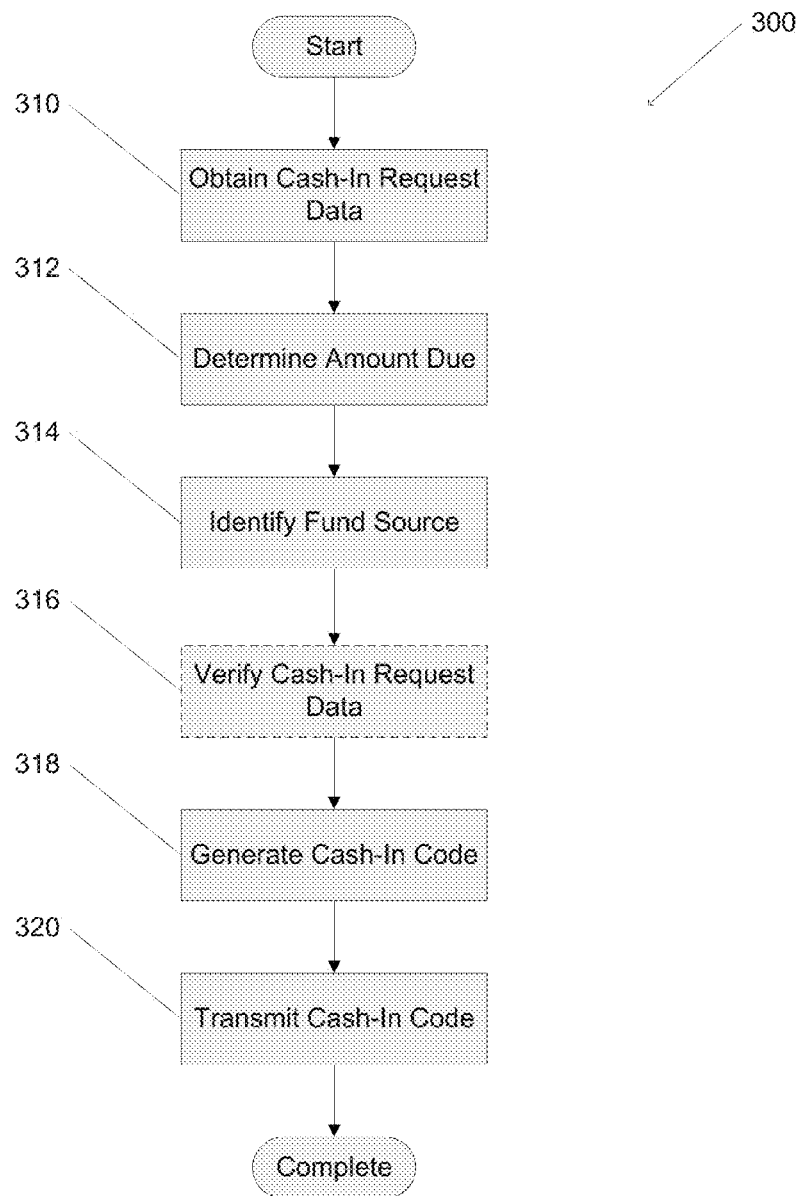 Start
300
310
Obtain Cash-In Request
Data
312
Determine Amount Due
314
Identify Fund Source
316
Verify Cash-In Request
Data
318
Generate Cash-In Code
320
Transmit Cash-In Code
Complete